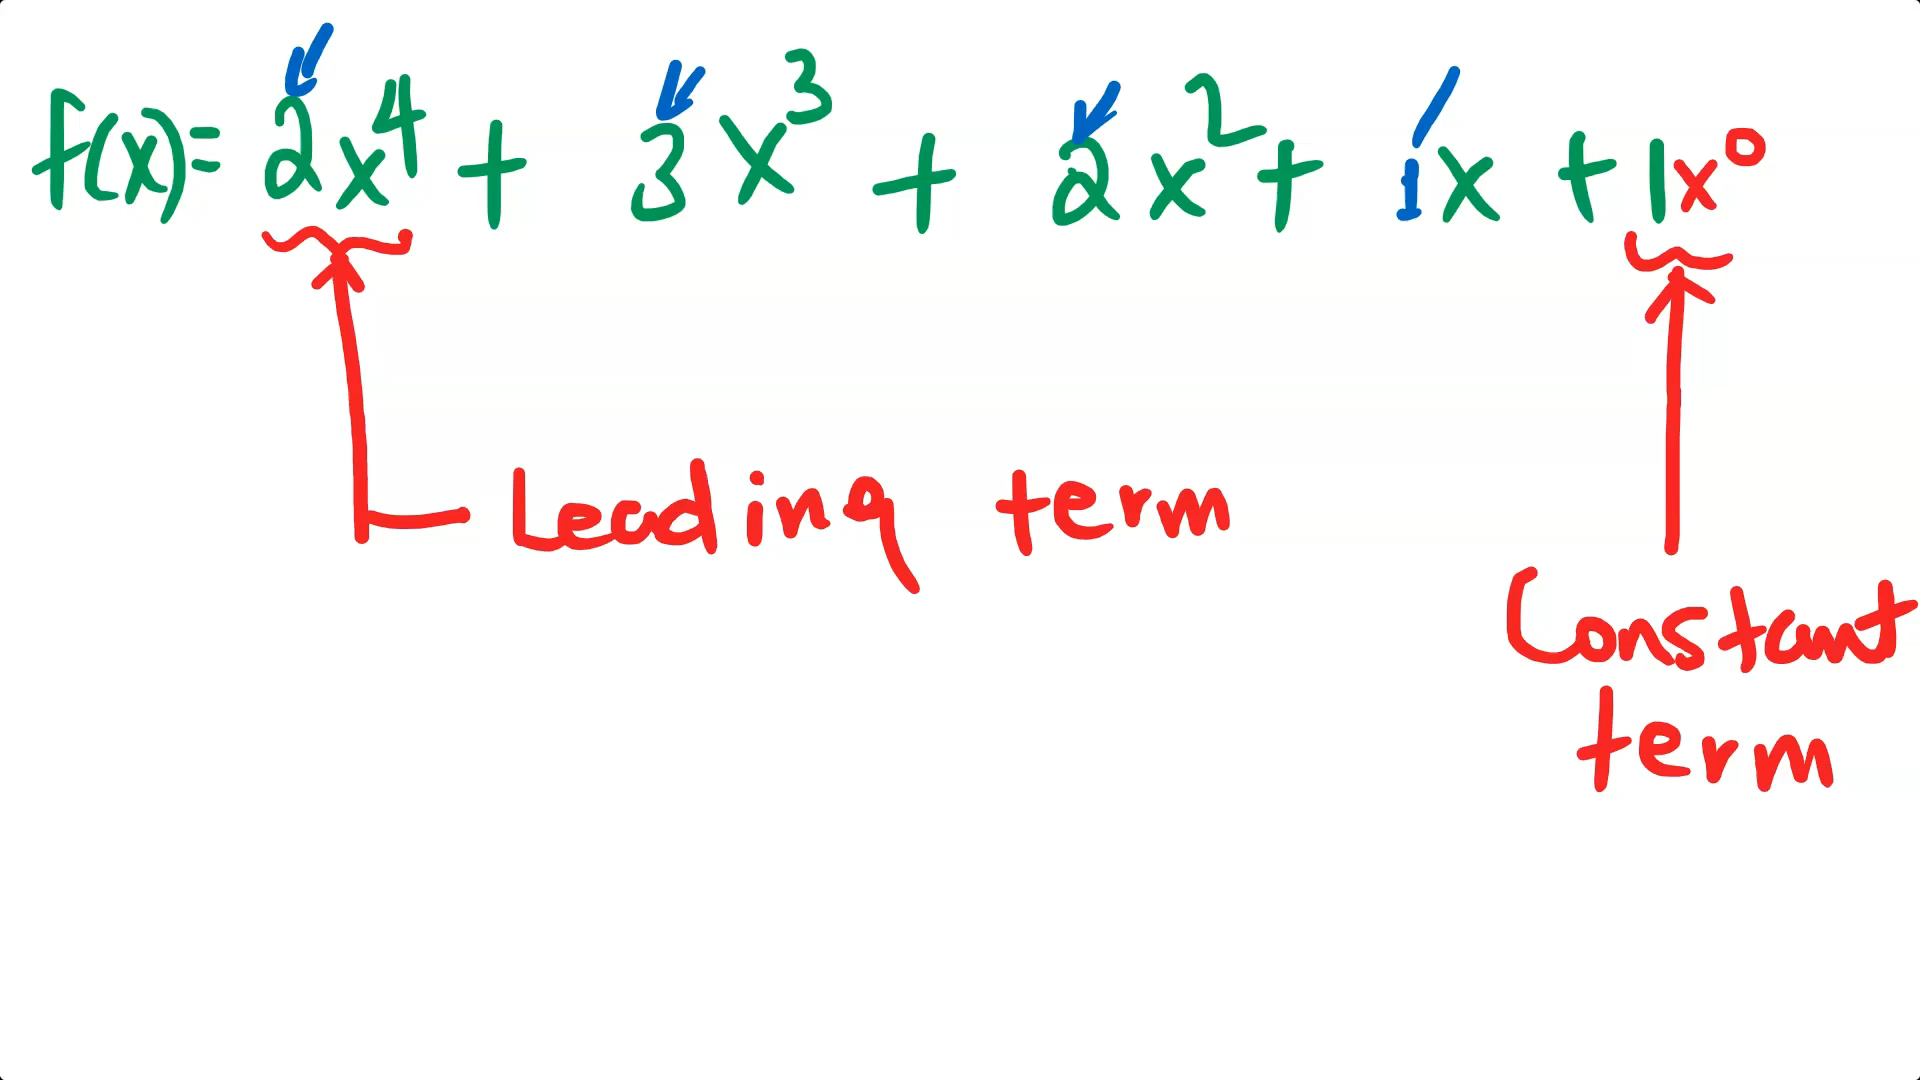 f(x)= 2x⁴ + 3x³ + 2x² + 1x + 1x⁰
Leading term
Constant
term